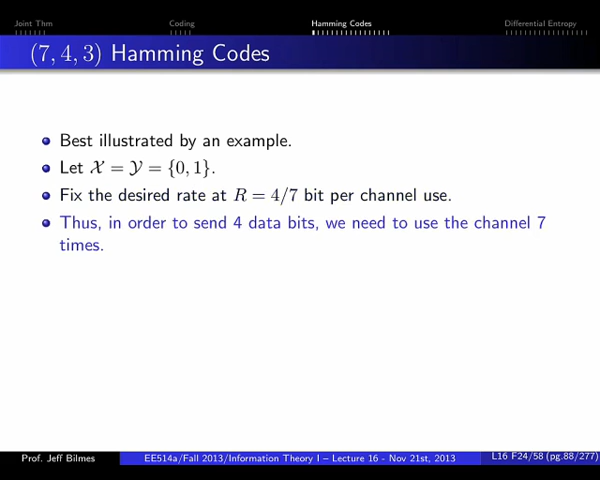 Joint Thm Coding Hamming Codes Differential Entropy
(7, 4, 3) Hamming Codes
Best illustrated by an example.
Let 𝒳 = 𝒴 = {0, 1}.
Fix the desired rate at R = 4/7 bit per channel use.
Thus, in order to send 4 data bits, we need to use the channel 7
times.
Prof. Jeff Bilmes EE514a/Fall 2013/Information Theory I – Lecture 16 - Nov 21st, 2013 L16 F24/58 (pg.88/277)